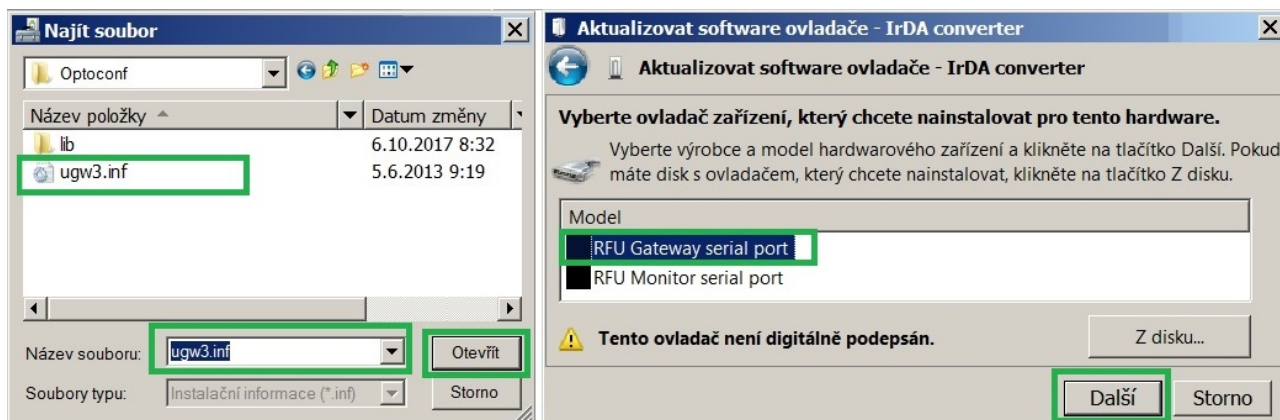 Najít soubor
Optoconf
Název položky
Datum změny
lib
6.10.2017 8:32
ugw3.inf
5.6.2013 9:19
Název souboru:
ugw3.inf
Otevřít
Soubory typu:
Instalační informace (*.inf)
Storno
Aktualizovat software ovladače - IrDA converter
Aktualizovat software ovladače - IrDA converter
Vyberte ovladač zařízení, který chcete nainstalovat pro tento hardware.
Vyberte výrobce a model hardwarového zařízení a klikněte na tlačítko Další. Pokud
máte disk s ovladačem, který chcete nainstalovat, klikněte na tlačítko Z disku.
Model
RFU Gateway serial port
RFU Monitor serial port
Tento ovladač není digitálně podepsán.
Z disku...
Další
Storno